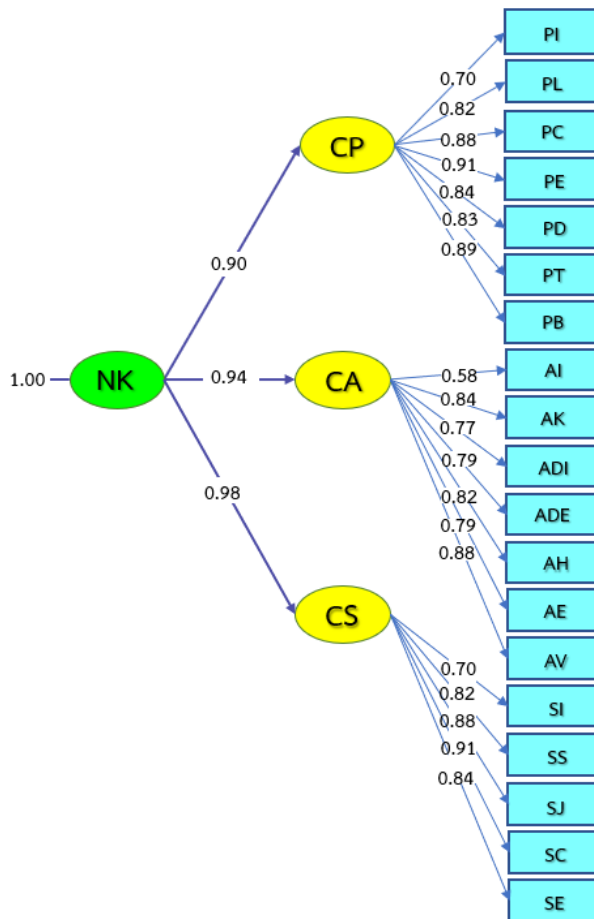 PI
0.70
PL
0.82
PC
0.88
CP
PE
0.91
0.84
PD
0.83
0.89
PT
0.90
PB
1.00
NK
0.94
CA
0.58
AI
0.84
AK
0.77
ADI
0.79
0.82
ADE
0.79
0.88
AH
0.98
AE
CS
AV
0.70
SI
0.82
0.88
SS
0.91
0.84
SJ
SC
SE